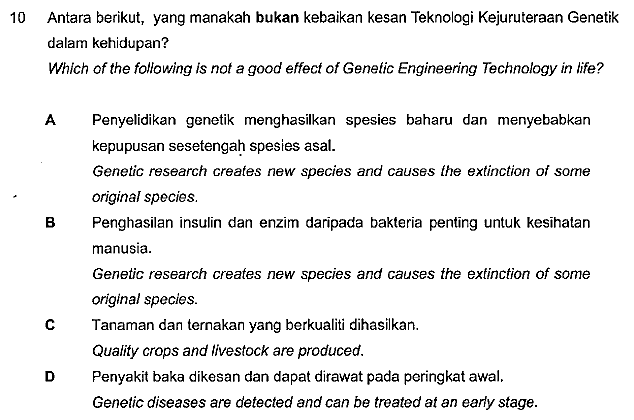 10 Antara berikut, yang manakah bukan kebaikan kesan Teknologi Kejuruteraan Genetik
dalam kehidupan?
Which of the following is not a good effect of Genetic Engineering Technology in life?
A Penyelidikan genetik menghasilkan spesies baharu dan menyebabkan
kepupusan sesetengah spesies asal.
Genetic research creates new species and causes the extinction of some
original species.
B Penghasilan insulin dan enzim daripada bakteria penting untuk kesihatan
manusia.
Genetic research creates new species and causes the extinction of some
original species.
C Tanaman dan ternakan yang berkualiti dihasilkan.
Quality crops and livestock are produced.
D Penyakit baka dikesan dan dapat dirawat pada peringkat awal.
Genetic diseases are detected and can be treated at an early stage.